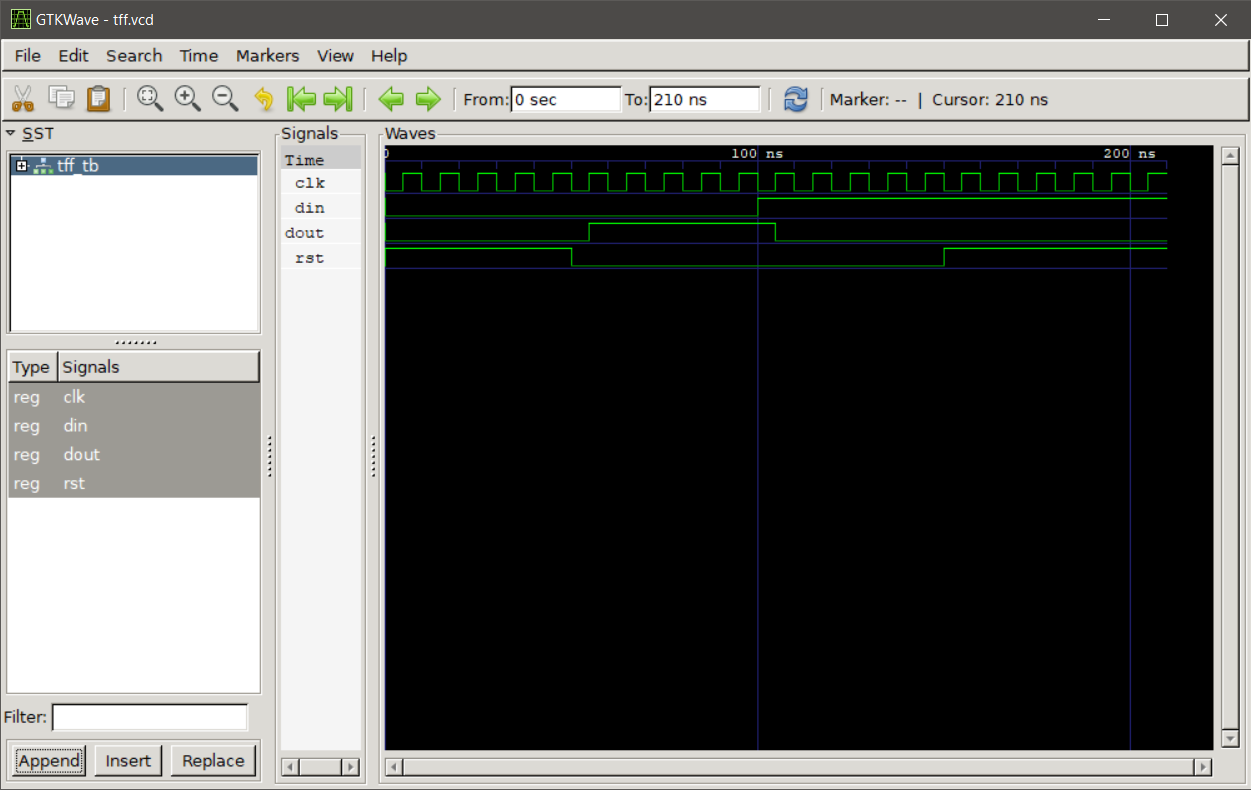 GTKWave - tff.vcd
File Edit Search Time Markers View Help
From: 0 sec To: 210 ns Marker: -- | Cursor: 210 ns
SST
tff_tb
Type Signals
reg clk
reg din
reg dout
reg rst
Filter:
Append Insert Replace
Signals
Time
clk
din
dout
rst
Waves
0 100 ns 200 ns